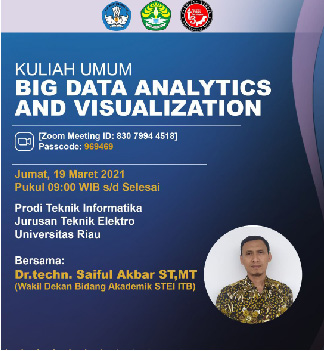 KULIAH UMUM
BIG DATA ANALYTICS
AND VISUALIZATION
[Zoom Meeting ID: 830 7994 4518]
Passcode: 969469
Jumat, 19 Maret 2021
Pukul 09:00 WIB s/d Selesai
Prodi Teknik Informatika
Jurusan Teknik Elektro
Universitas Riau
Bersama:
Dr.techn. Saiful Akbar ST,MT
(Wakil Dekan Bidang Akademik STEI ITB)